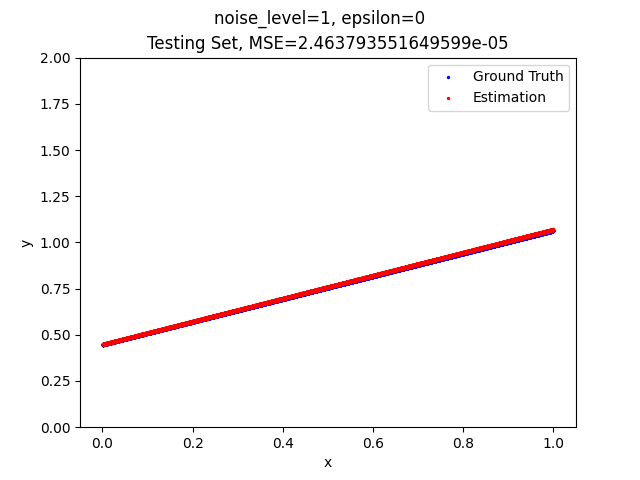 noise_level=1, epsilon=0
Testing Set, MSE=2.463793551649599e-05
2.00
Ground Truth
Estimation
1.75
1.50
1.25
1.00
0.75
0.50
0.25
0.00
y
0.0 0.2 0.4 0.6 0.8 1.0
x